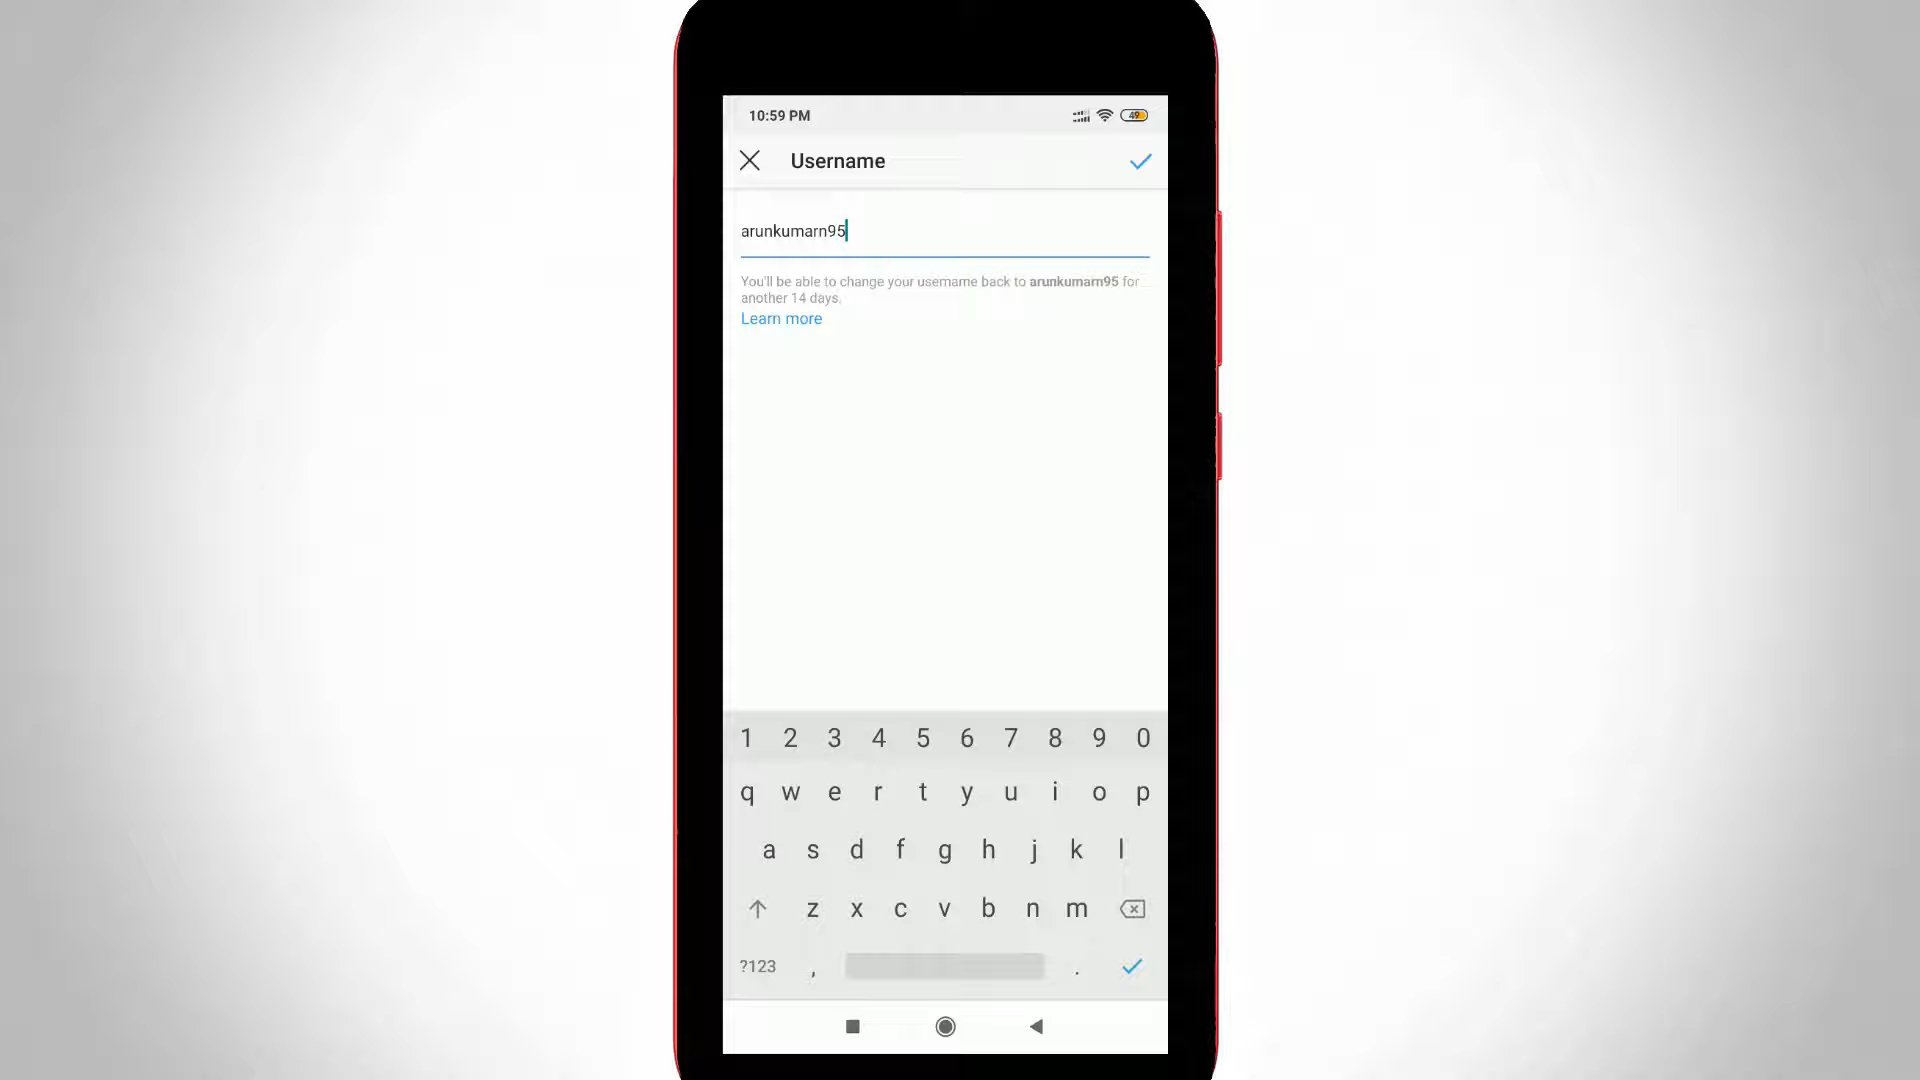 10:59 PM
49
Username
arunkumarn95
You'll be able to change your username back to arunkumarn95 for
another 14 days.
Learn more
1 2 3 4 5 6 7 8 9 0
q w e r t y u i o p
a s d f g h j k l
z x c v b n m
?123 , .